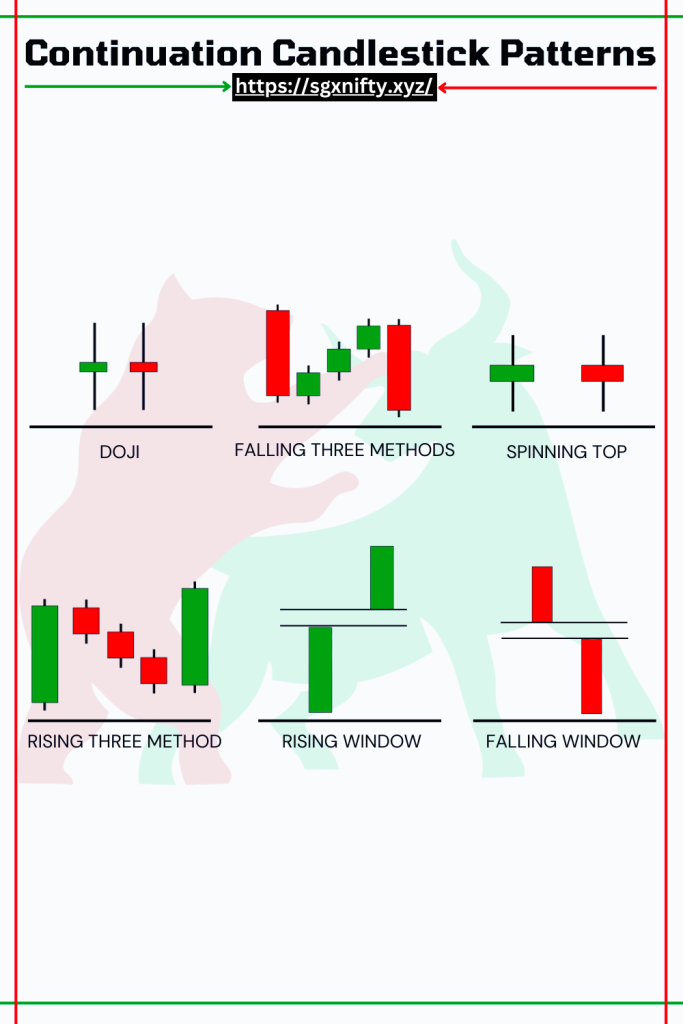 Continuation Candlestick Patterns
https://sgxnifty.xyz/
DOJI
FALLING THREE METHODS
SPINNING TOP
RISING THREE METHOD
RISING WINDOW
FALLING WINDOW